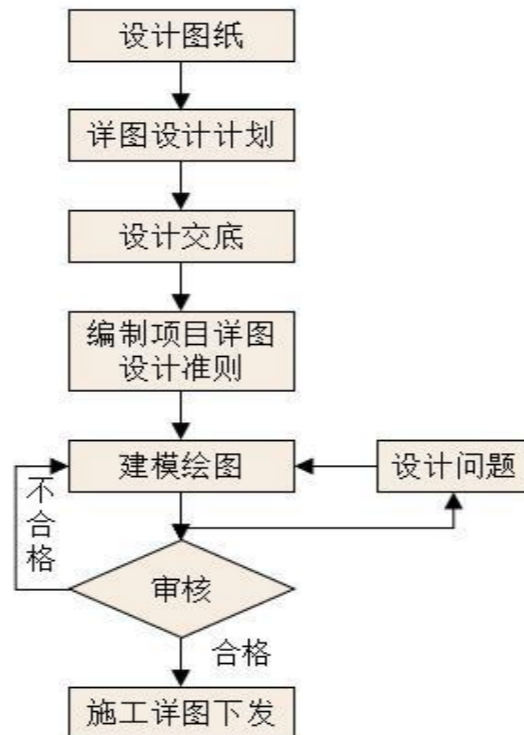 设计图纸
详图设计计划
设计交底
编制项目详图
设计准则
建模绘图
设计问题
不
合
格
审核
合格
施工详图下发